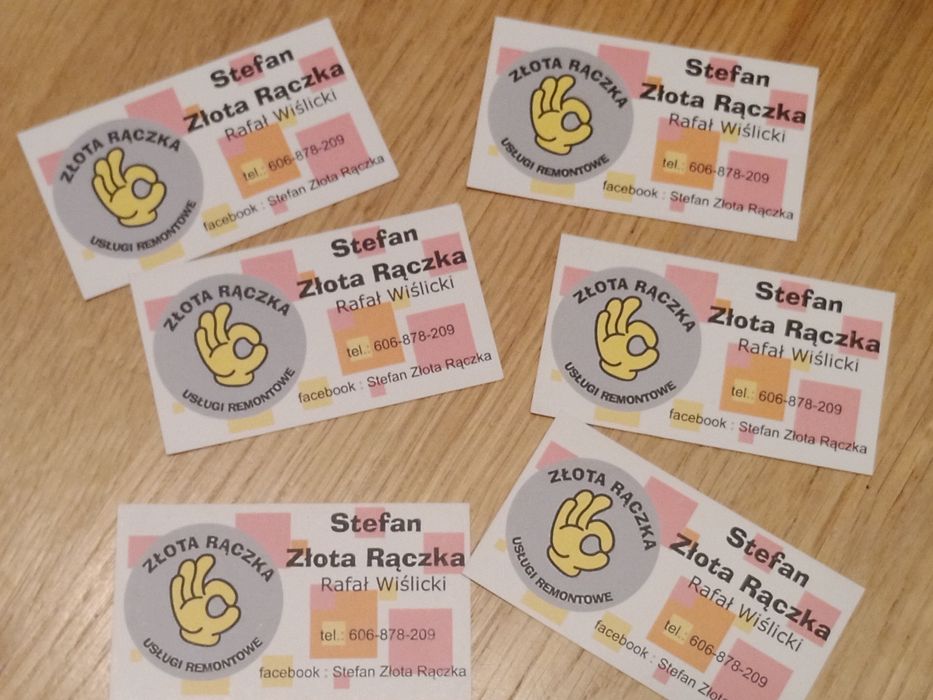 Stefan
Złota Rączka
Rafał Wiślicki
tel.: 606-878-209
facebook : Stefan Złota Rączka
ZŁOTA RĄCZKA
USŁUGI REMONTOWE
Stefan
Złota Rączka
Rafał Wiślicki
tel.: 606-878-209
facebook : Stefan Złota Rączka
ZŁOTA RĄCZKA
USŁUGI REMONTOWE
Stefan
Złota Rączka
Rafał Wiślicki
tel.: 606-878-209
facebook : Stefan Złota Rączka
ZŁOTA RĄCZKA
USŁUGI REMONTOWE
Stefan
Złota Rączka
Rafał Wiślicki
tel.: 606-878-209
facebook : Stefan Złota Rączka
ZŁOTA RĄCZKA
USŁUGI REMONTOWE
Stefan
Złota Rączka
Rafał Wiślicki
tel.: 606-878-209
facebook : Stefan Złota Rączka
ZŁOTA RĄCZKA
USŁUGI REMONTOWE
Stefan
Złota Rączka
Rafał Wiślicki
tel.: 606-878-209
facebook : Stefan
ZŁOTA RĄCZKA
USŁUGI REMONTOWE